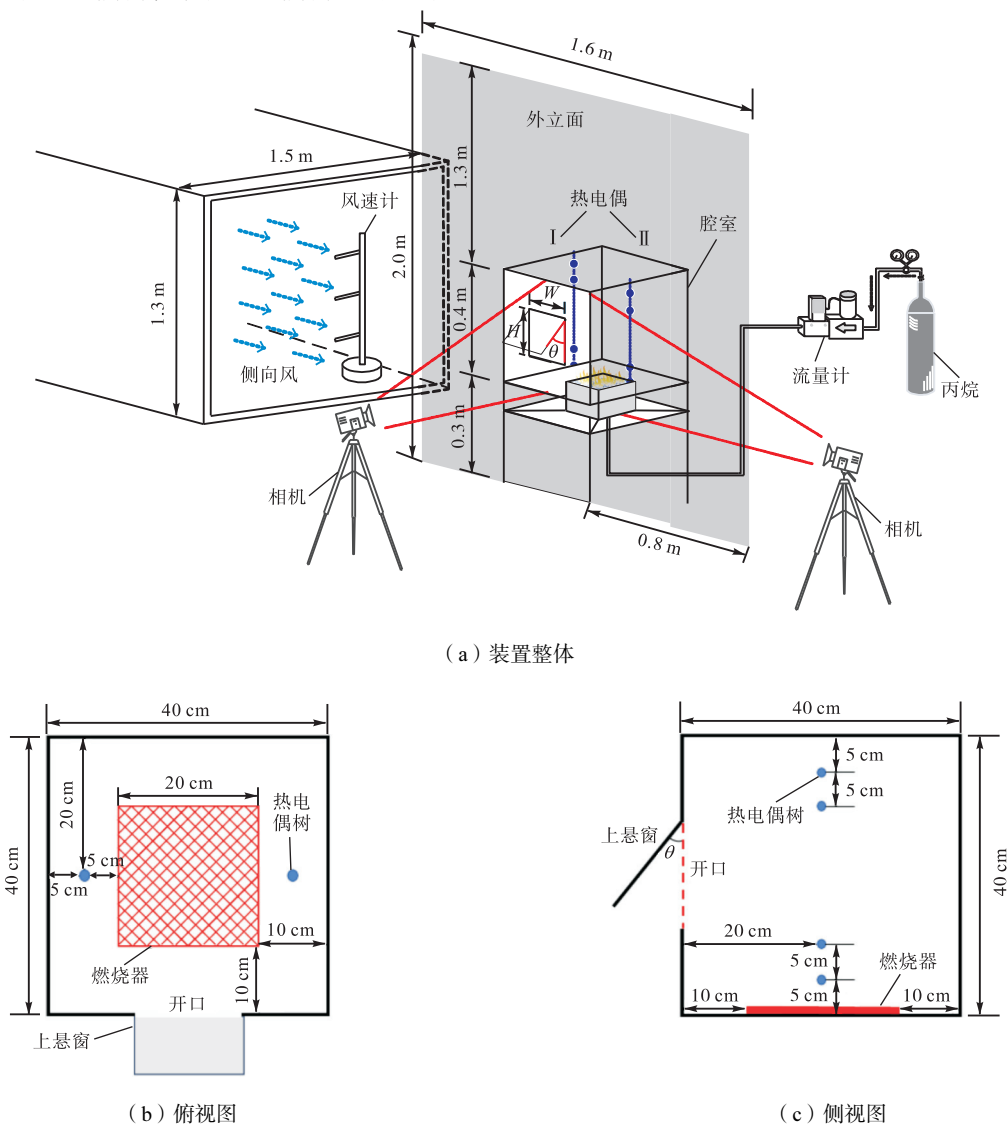 1.6 m
外立面
1.5 m
1.3 m
风速计
热电偶
Ⅰ
Ⅱ
腔室
2.0 m
1.3 m
W
H
θ
0.4 m
侧向风
流量计
丙烷
0.3 m
相机
相机
0.8 m
（a）装置整体
40 cm
20 cm
20 cm
热电
偶树
40 cm
5 cm
5 cm
10 cm
燃烧器
10 cm
开口
上悬窗
（b）俯视图
40 cm
5 cm
5 cm
热电偶树
上悬窗
θ
开口
40 cm
20 cm
5 cm
燃烧器
10 cm
5 cm
10 cm
（c）侧视图